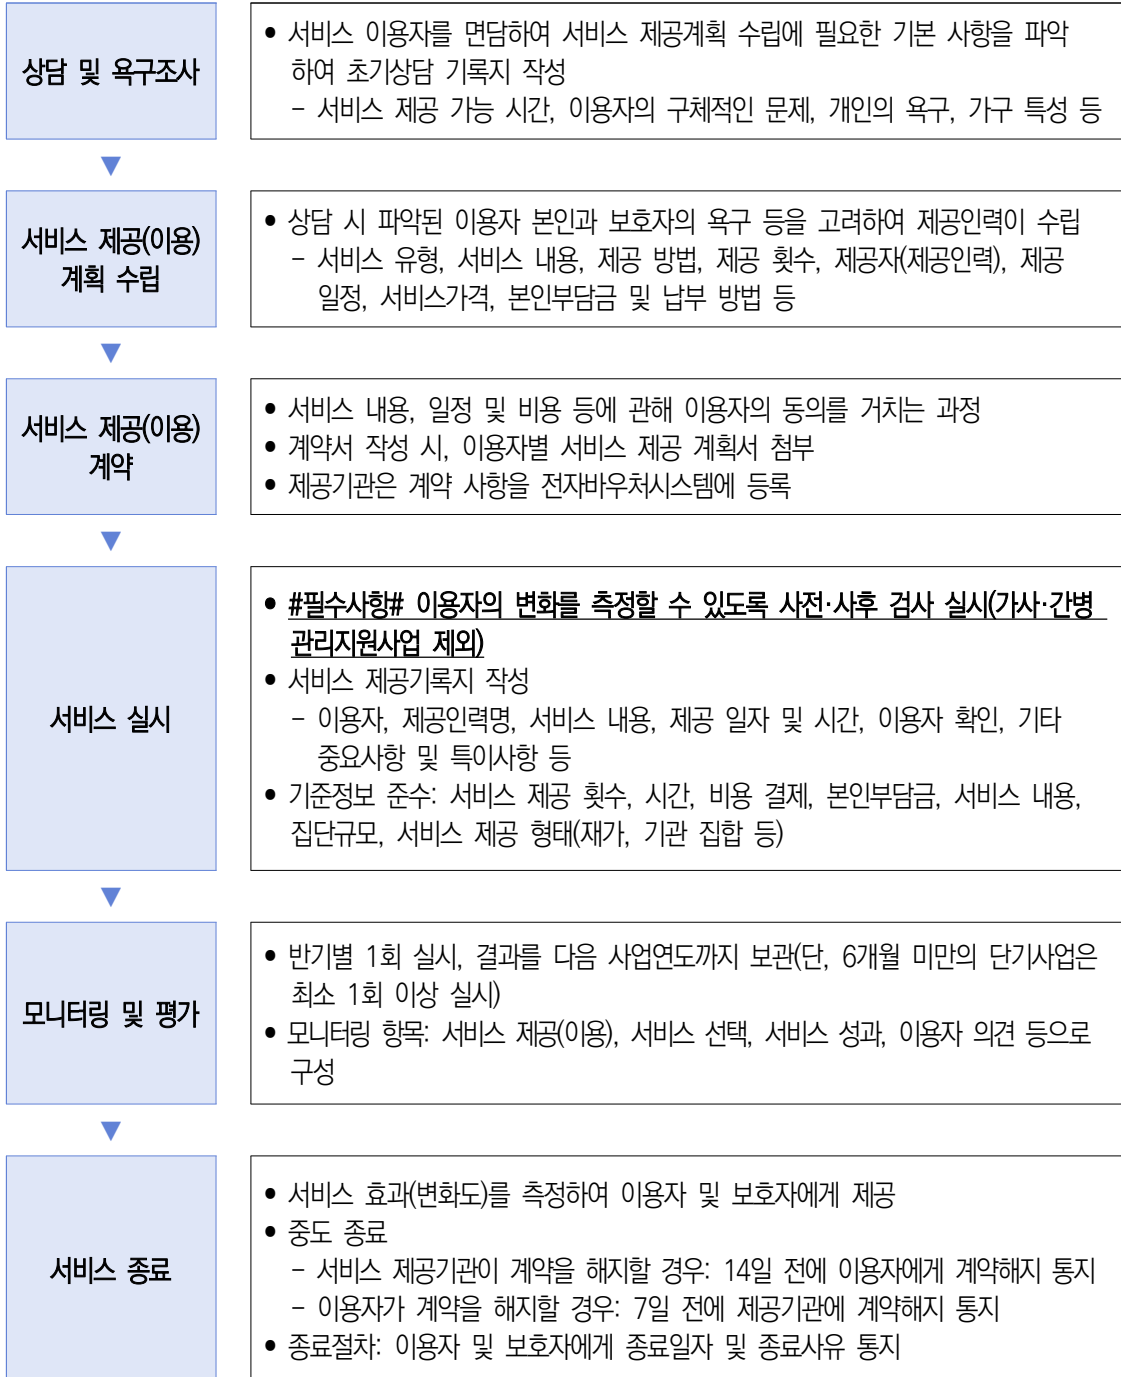 상담 및 욕구조사
• 서비스 이용자를 면담하여 서비스 제공계획 수립에 필요한 기본 사항을 파악
하여 초기상담 기록지 작성
- 서비스 제공 가능 시간, 이용자의 구체적인 문제, 개인의 욕구, 가구 특성 등
▼
서비스 제공(이용)
계획 수립
• 상담 시 파악된 이용자 본인과 보호자의 욕구 등을 고려하여 제공인력이 수립
- 서비스 유형, 서비스 내용, 제공 방법, 제공 횟수, 제공자(제공인력), 제공
일정, 서비스가격, 본인부담금 및 납부 방법 등
▼
서비스 제공(이용)
계약
• 서비스 내용, 일정 및 비용 등에 관해 이용자의 동의를 거치는 과정
• 계약서 작성 시, 이용자별 서비스 제공 계획서 첨부
• 제공기관은 계약 사항을 전자바우처시스템에 등록
▼
서비스 실시
• #필수사항# 이용자의 변화를 측정할 수 있도록 사전·사후 검사 실시(가사·간병
관리지원사업 제외)
• 서비스 제공기록지 작성
- 이용자, 제공인력명, 서비스 내용, 제공 일자 및 시간, 이용자 확인, 기타
중요사항 및 특이사항 등
• 기준정보 준수: 서비스 제공 횟수, 시간, 비용 결제, 본인부담금, 서비스 내용,
집단규모, 서비스 제공 형태(재가, 기관 집합 등)
▼
모니터링 및 평가
• 반기별 1회 실시, 결과를 다음 사업연도까지 보관(단, 6개월 미만의 단기사업은
최소 1회 이상 실시)
• 모니터링 항목: 서비스 제공(이용), 서비스 선택, 서비스 성과, 이용자 의견 등으로
구성
▼
서비스 종료
• 서비스 효과(변화도)를 측정하여 이용자 및 보호자에게 제공
• 중도 종료
- 서비스 제공기관이 계약을 해지할 경우: 14일 전에 이용자에게 계약해지 통지
- 이용자가 계약을 해지할 경우: 7일 전에 제공기관에 계약해지 통지
• 종료절차: 이용자 및 보호자에게 종료일자 및 종료사유 통지